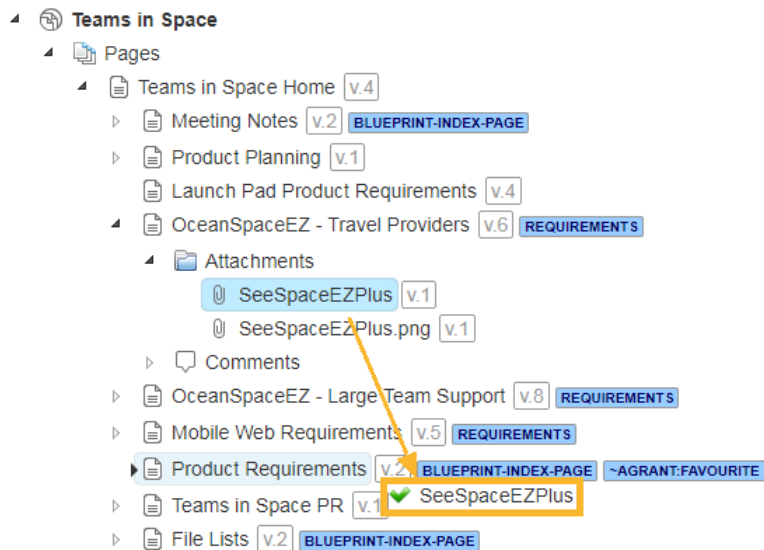 Teams in Space
Pages
Teams in Space Home v.4
Meeting Notes v.2 BLUEPRINT-INDEX-PAGE
Product Planning v.1
Launch Pad Product Requirements v.4
OceanSpaceEZ - Travel Providers v.6 REQUIREMENTS
Attachments
SeeSpaceEZPlus v.1
SeeSpaceEZPlus.png v.1
Comments
OceanSpaceEZ - Large Team Support v.8 REQUIREMENTS
Mobile Web Requirements v.5 REQUIREMENTS
Product Requirements v.2 BLUEPRINT-INDEX-PAGE ~AGRANT:FAVOURITE
SeeSpaceEZPlus
Teams in Space PR v.1
File Lists v.2 BLUEPRINT-INDEX-PAGE